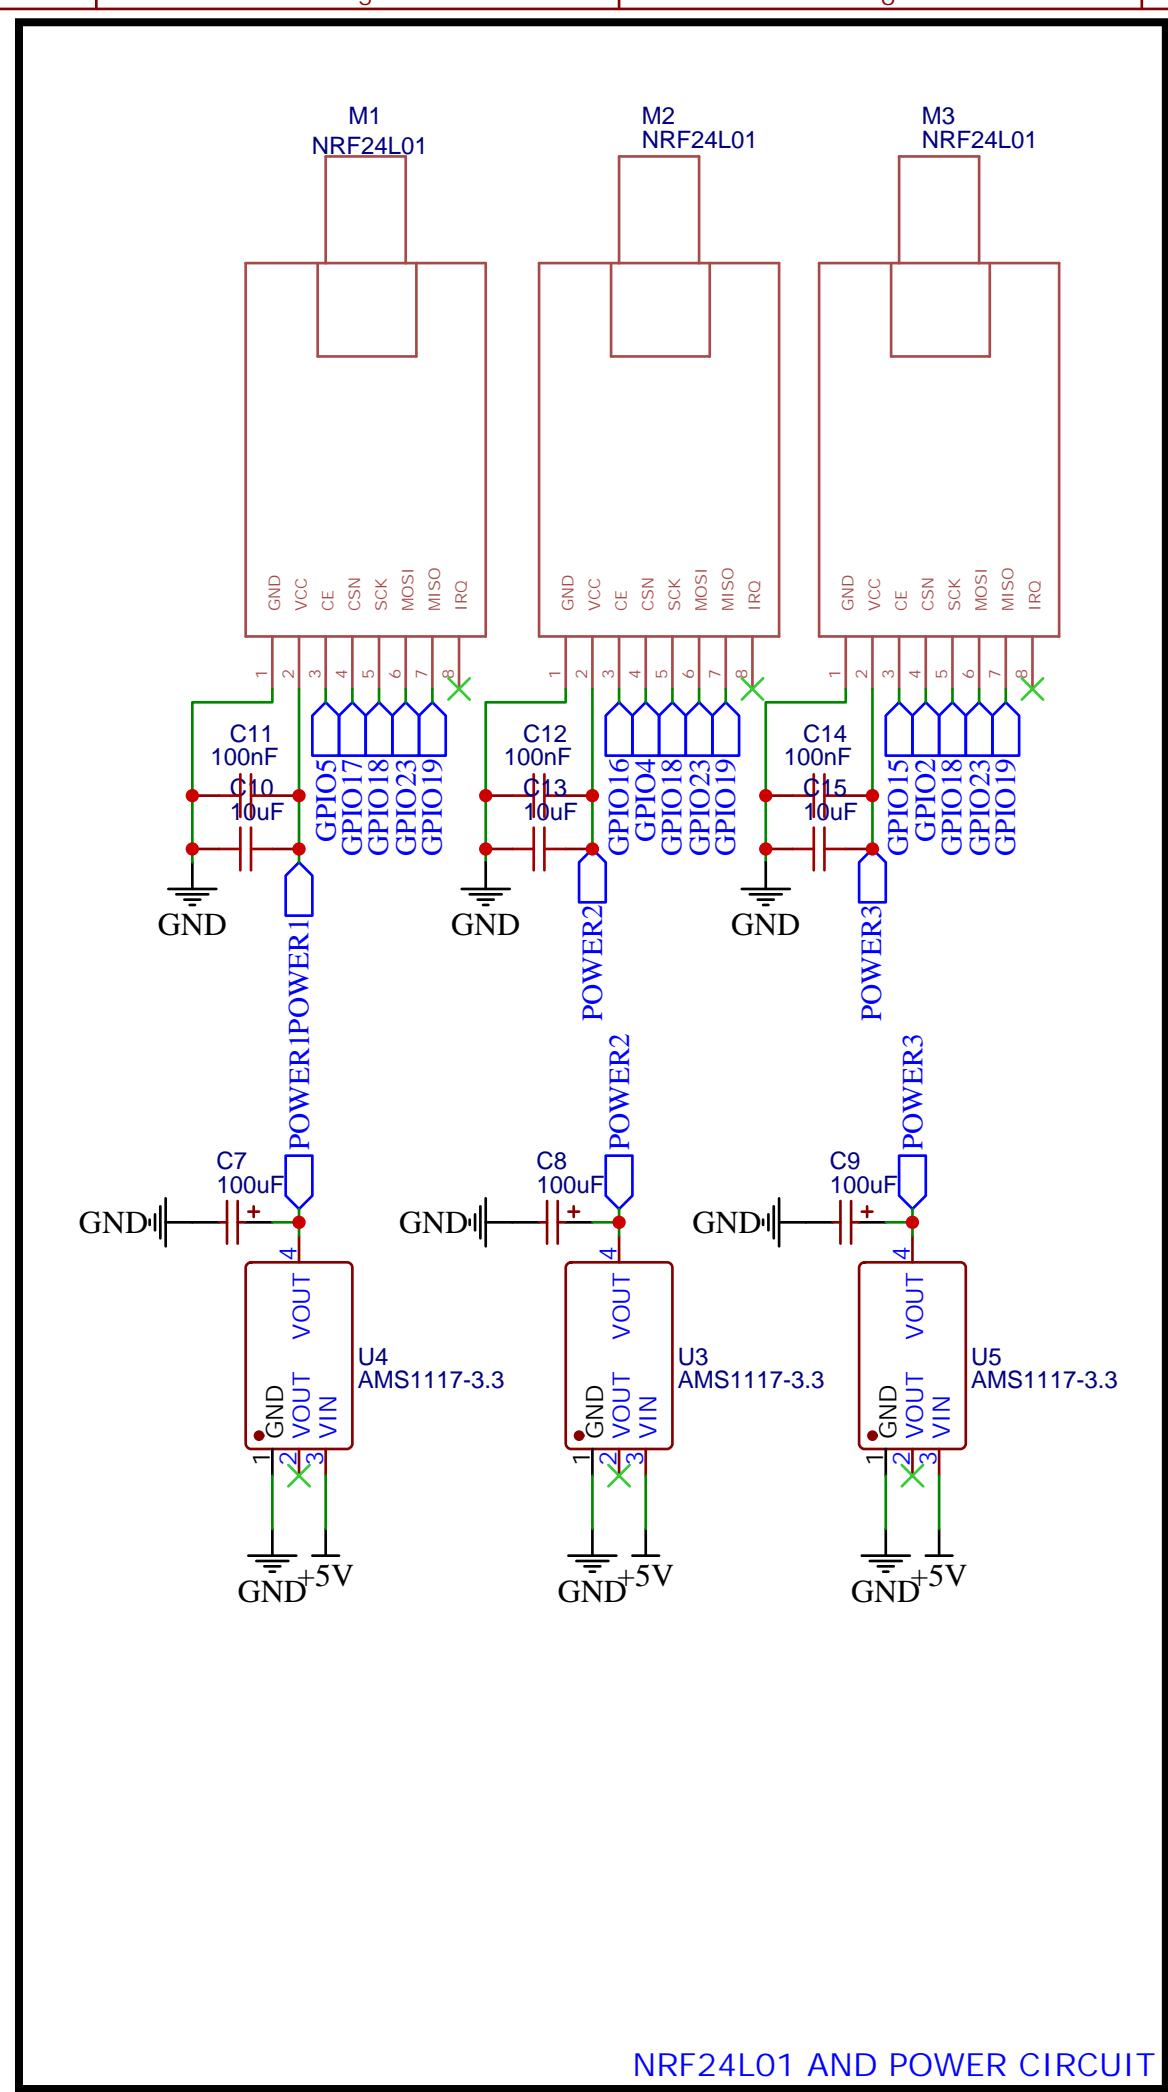 M1
NRF24L01
M2
NRF24L01
M3
NRF24L01
GND VCC CE CSN SCK MOSI MISO IRQ
GND VCC CE CSN SCK MOSI MISO IRQ
GND VCC CE CSN SCK MOSI MISO IRQ
1 2 3 4 5 6 7 8
1 2 3 4 5 6 7 8
1 2 3 4 5 6 7 8
C11
100nF
C10
10uF
GPIO5
GPIO17
GPIO18
GPIO23
GPIO19
C12
100nF
C13
10uF
GPIO16
GPIO4
GPIO18
GPIO23
GPIO19
C14
100nF
C15
10uF
GPIO15
GPIO2
GPIO18
GPIO23
GPIO19
GND
GND
GND
POWER1
POWER2
POWER3
POWER1
POWER2
POWER3
C7
100uF
GND
+
C8
100uF
GND
+
C9
100uF
GND
+
4
VOUT
GND VOUT VIN
1 2 3
U4
AMS1117-3.3
4
VOUT
GND VOUT VIN
1 2 3
U3
AMS1117-3.3
4
VOUT
GND VOUT VIN
1 2 3
U5
AMS1117-3.3
GND +5V
GND +5V
GND +5V
NRF24L01 AND POWER CIRCUIT